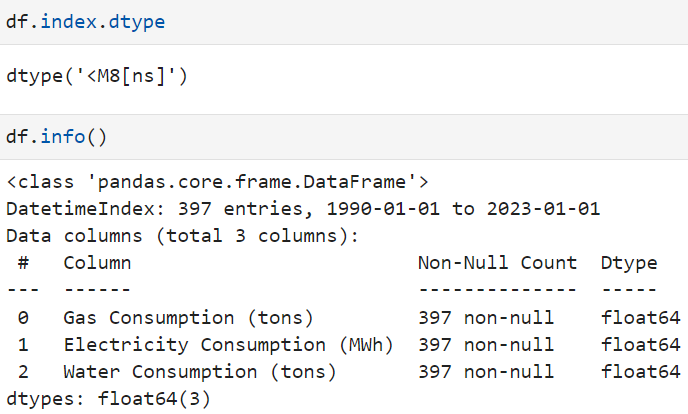 df.index.dtype
dtype('<M8[ns]')
df.info()
<class 'pandas.core.frame.DataFrame'>
DatetimeIndex: 397 entries, 1990-01-01 to 2023-01-01
Data columns (total 3 columns):
 #   Column                         Non-Null Count  Dtype
---  ------                         --------------  -----
 0   Gas Consumption (tons)         397 non-null    float64
 1   Electricity Consumption (MWh)  397 non-null    float64
 2   Water Consumption (tons)       397 non-null    float64
dtypes: float64(3)